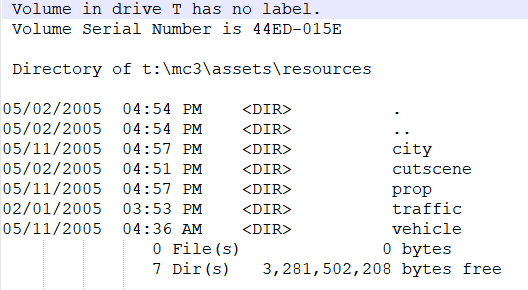 Volume in drive T has no label.
Volume Serial Number is 44ED-015E
Directory of t:\mc3\assets\resources
05/02/2005  04:54 PM    <DIR>          .
05/02/2005  04:54 PM    <DIR>          ..
05/11/2005  04:57 PM    <DIR>          city
05/02/2005  04:51 PM    <DIR>          cutscene
05/11/2005  04:57 PM    <DIR>          prop
02/01/2005  03:53 PM    <DIR>          traffic
05/11/2005  04:36 AM    <DIR>          vehicle
0 File(s)              0 bytes
7 Dir(s)   3,281,502,208 bytes free